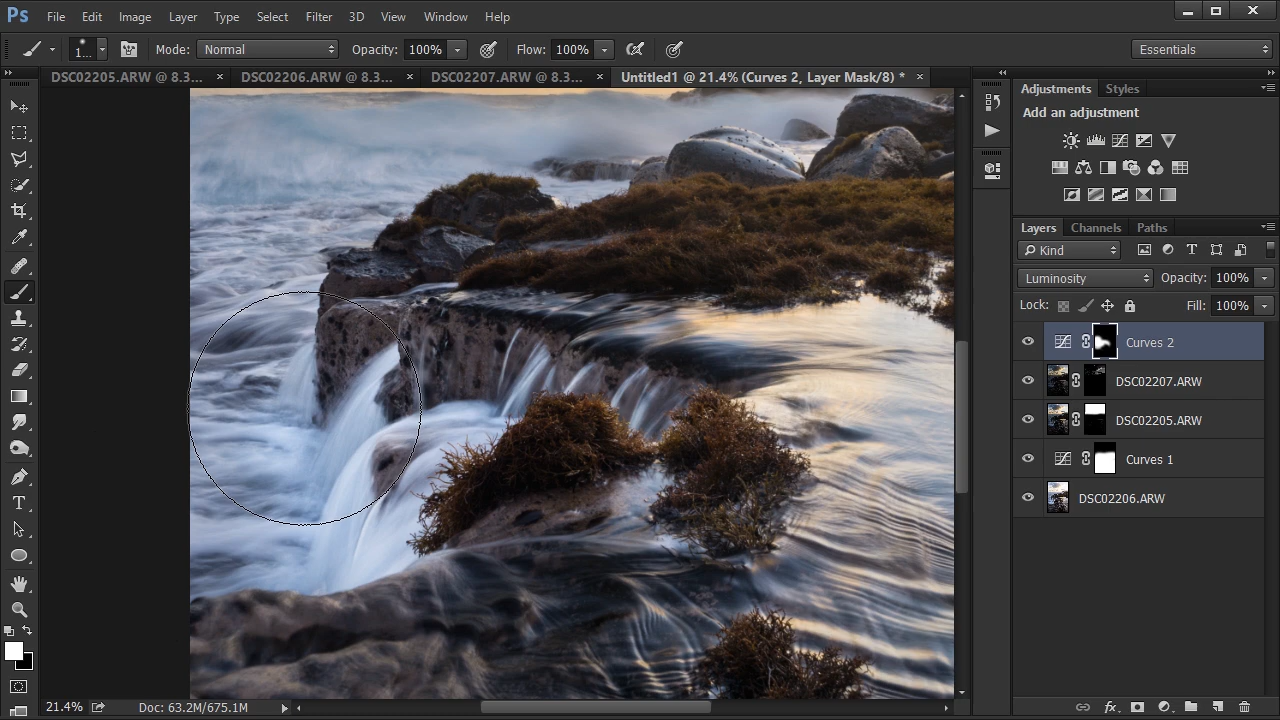 Ps File Edit Image Layer Type Select Filter 3D View Window Help
1... Mode: Normal Opacity: 100% Flow: 100% Essentials
DSC02205.ARW @ 8.3... × DSC02206.ARW @ 8.3... × DSC02207.ARW @ 8.3... × Untitled1 @ 21.4% (Curves 2, Layer Mask/8) * ×
Adjustments Styles
Add an adjustment
Layers Channels Paths
Kind
Luminosity Opacity: 100%
Lock: Fill: 100%
Curves 2
DSC02207.ARW
DSC02205.ARW
Curves 1
DSC02206.ARW
T
21.4% Doc: 63.2M/675.1M
fx